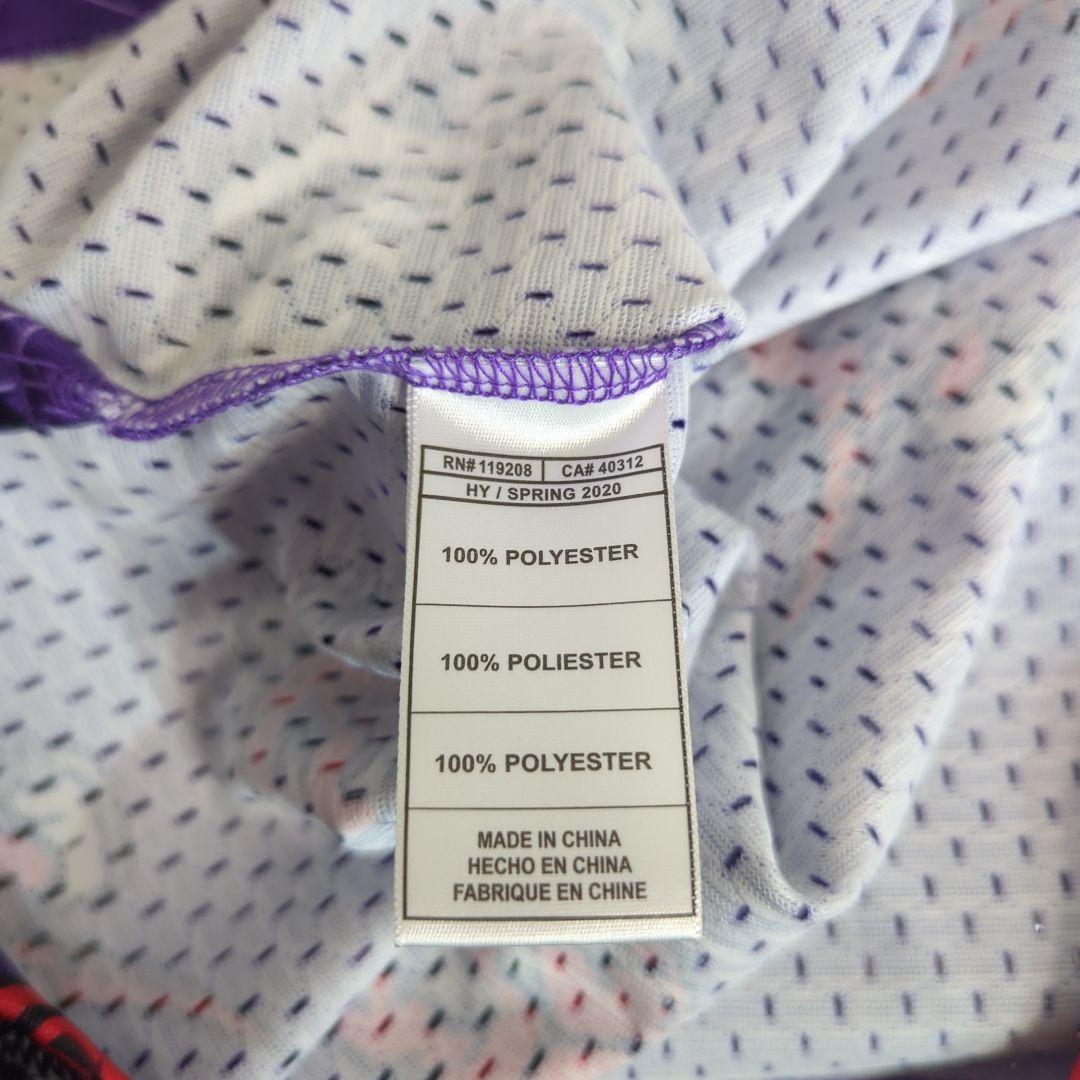 RN# 119208 CA# 40312
HY / SPRING 2020
100% POLYESTER
100% POLIESTER
100% POLYESTER
MADE IN CHINA
HECHO EN CHINA
FABRIQUE EN CHINE